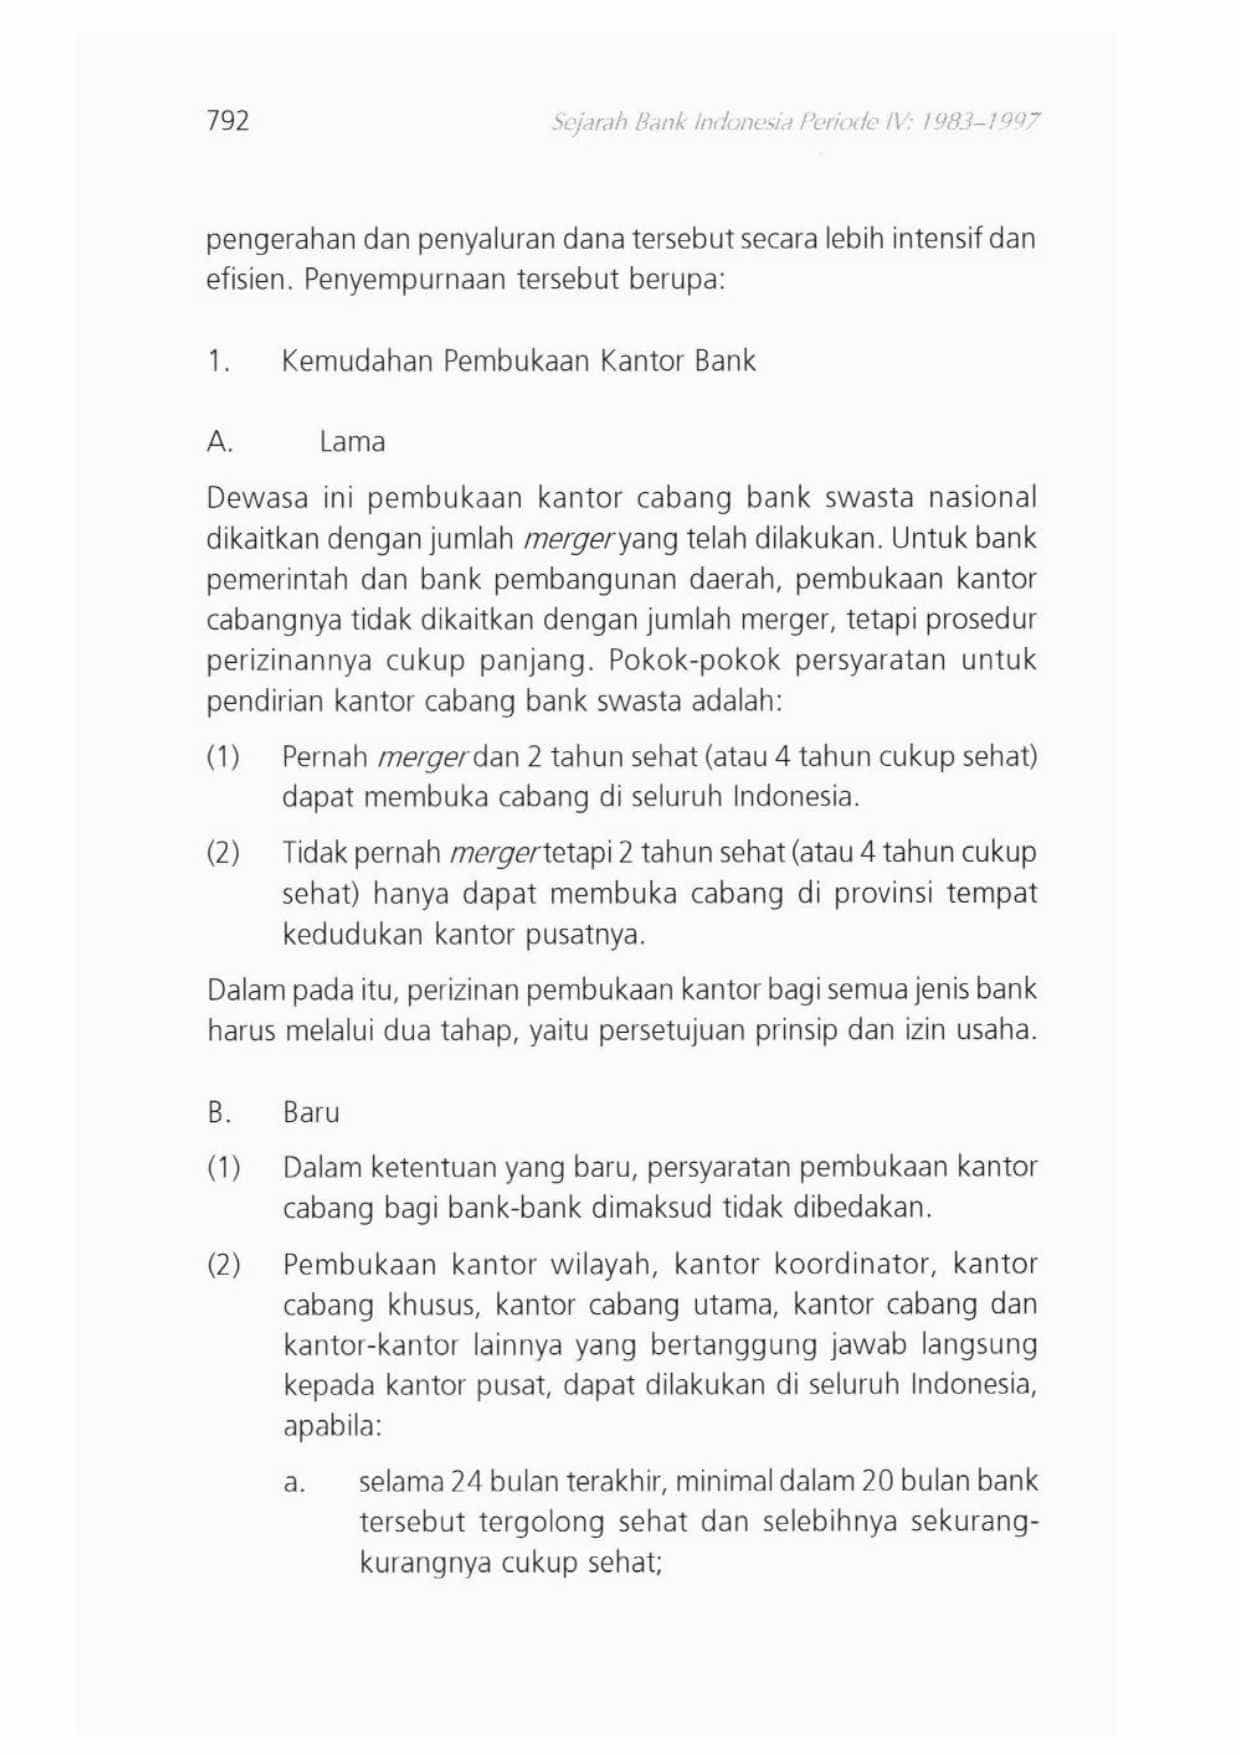 792
Sejarah Bank Indonesia Periode IV: 1983–1997
pengerahan dan penyaluran dana tersebut secara lebih intensif dan
efisien. Penyempurnaan tersebut berupa:
1. Kemudahan Pembukaan Kantor Bank
A. Lama
Dewasa ini pembukaan kantor cabang bank swasta nasional
dikaitkan dengan jumlah merger yang telah dilakukan. Untuk bank
pemerintah dan bank pembangunan daerah, pembukaan kantor
cabangnya tidak dikaitkan dengan jumlah merger, tetapi prosedur
perizinannya cukup panjang. Pokok-pokok persyaratan untuk
pendirian kantor cabang bank swasta adalah:
(1) Pernah merger dan 2 tahun sehat (atau 4 tahun cukup sehat)
dapat membuka cabang di seluruh Indonesia.
(2) Tidak pernah merger tetapi 2 tahun sehat (atau 4 tahun cukup
sehat) hanya dapat membuka cabang di provinsi tempat
kedudukan kantor pusatnya.
Dalam pada itu, perizinan pembukaan kantor bagi semua jenis bank
harus melalui dua tahap, yaitu persetujuan prinsip dan izin usaha.
B. Baru
(1) Dalam ketentuan yang baru, persyaratan pembukaan kantor
cabang bagi bank-bank dimaksud tidak dibedakan.
(2) Pembukaan kantor wilayah, kantor koordinator, kantor
cabang khusus, kantor cabang utama, kantor cabang dan
kantor-kantor lainnya yang bertanggung jawab langsung
kepada kantor pusat, dapat dilakukan di seluruh Indonesia,
apabila:
a. selama 24 bulan terakhir, minimal dalam 20 bulan bank
tersebut tergolong sehat dan selebihnya sekurang-
kurangnya cukup sehat;